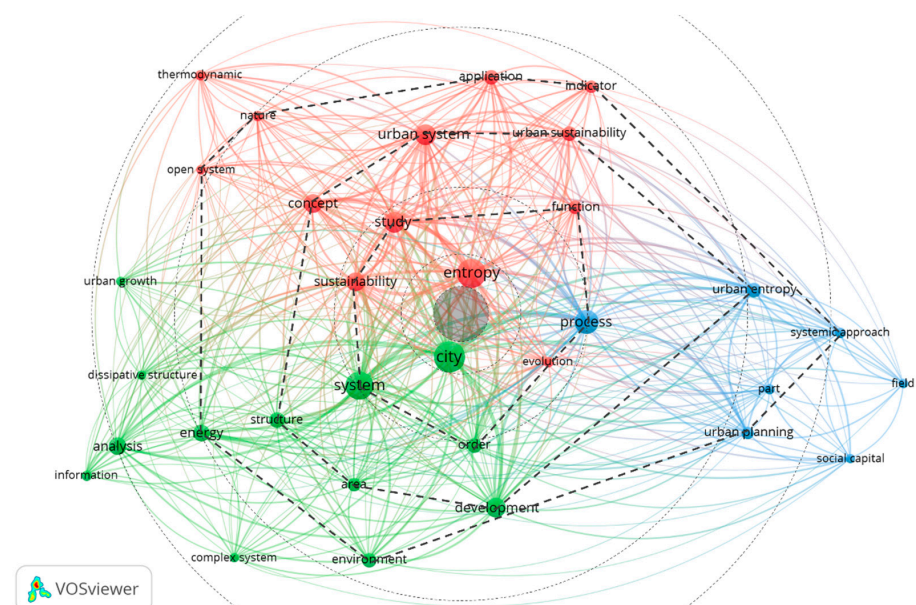 thermodynamic
application
indicator
nature
urban system
urban sustainability
open system
concept
study
function
urban growth
sustainability
entropy
urban entropy
process
systemic approach
city
evolution
dissipative structure
system
part
field
structure
energy
analysis
order
urban planning
information
area
social capital
development
complex system
environment
VOSviewer